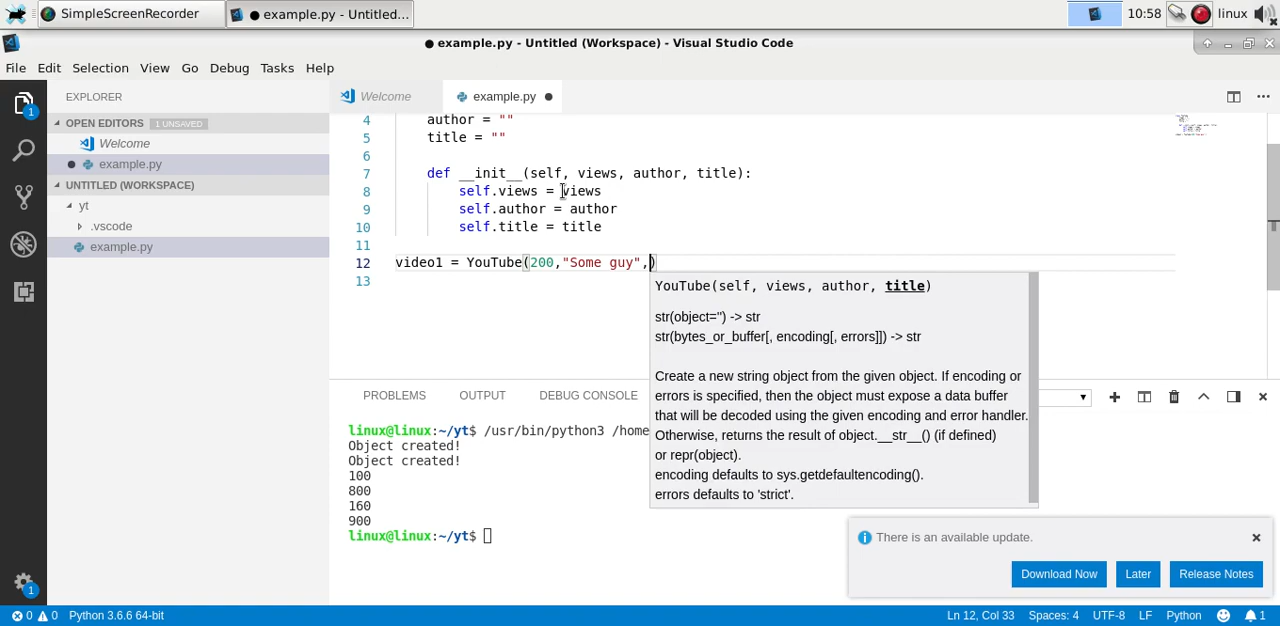 SimpleScreenRecorder
● example.py - Untitled...
10:58
linux
● example.py - Untitled (Workspace) - Visual Studio Code
File Edit Selection View Go Debug Tasks Help
EXPLORER
OPEN EDITORS 1 UNSAVED
Welcome
example.py
UNTITLED (WORKSPACE)
yt
.vscode
example.py
1
1
Welcome
example.py
4 author = ""
5 title = ""
6
7 def __init__(self, views, author, title):
8 self.views = views
9 self.author = author
10 self.title = title
11
12 video1 = YouTube(200,"Some guy",)
13
YouTube(self, views, author, title)
str(object='') -> str
str(bytes_or_buffer[, encoding[, errors]]) -> str
Create a new string object from the given object. If encoding or
errors is specified, then the object must expose a data buffer
that will be decoded using the given encoding and error handler.
Otherwise, returns the result of object.__str__() (if defined)
or repr(object).
encoding defaults to sys.getdefaultencoding().
errors defaults to 'strict'.
PROBLEMS OUTPUT DEBUG CONSOLE
linux@linux:~/yt$ /usr/bin/python3 /home
Object created!
Object created!
100
800
160
900
linux@linux:~/yt$
There is an available update.
Download Now Later Release Notes
0 0 Python 3.6.6 64-bit
Ln 12, Col 33 Spaces: 4 UTF-8 LF Python 1